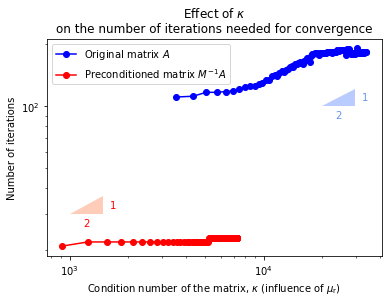 Effect of κ
on the number of iterations needed for convergence
Original matrix A
Preconditioned matrix M⁻¹A
Number of iterations
10²
1
2
1
2
10³
10⁴
Condition number of the matrix, κ (influence of μᵣ)